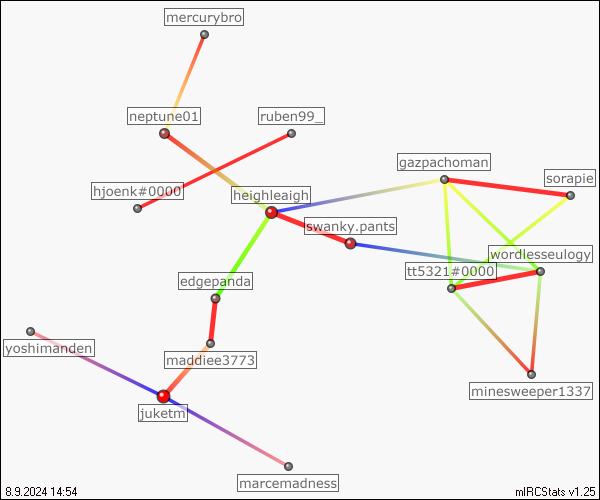 mercurybro
neptune01
ruben99_
gazpachoman
sorapie
hjoenk#0000
heighleaigh
swanky.pants
wordlesseulogy
tt5321#0000
edgepanda
yoshimanden
maddiee3773
minesweeper1337
juketm
marcemadness
8.9.2024 14:54
mIRCStats v1.25